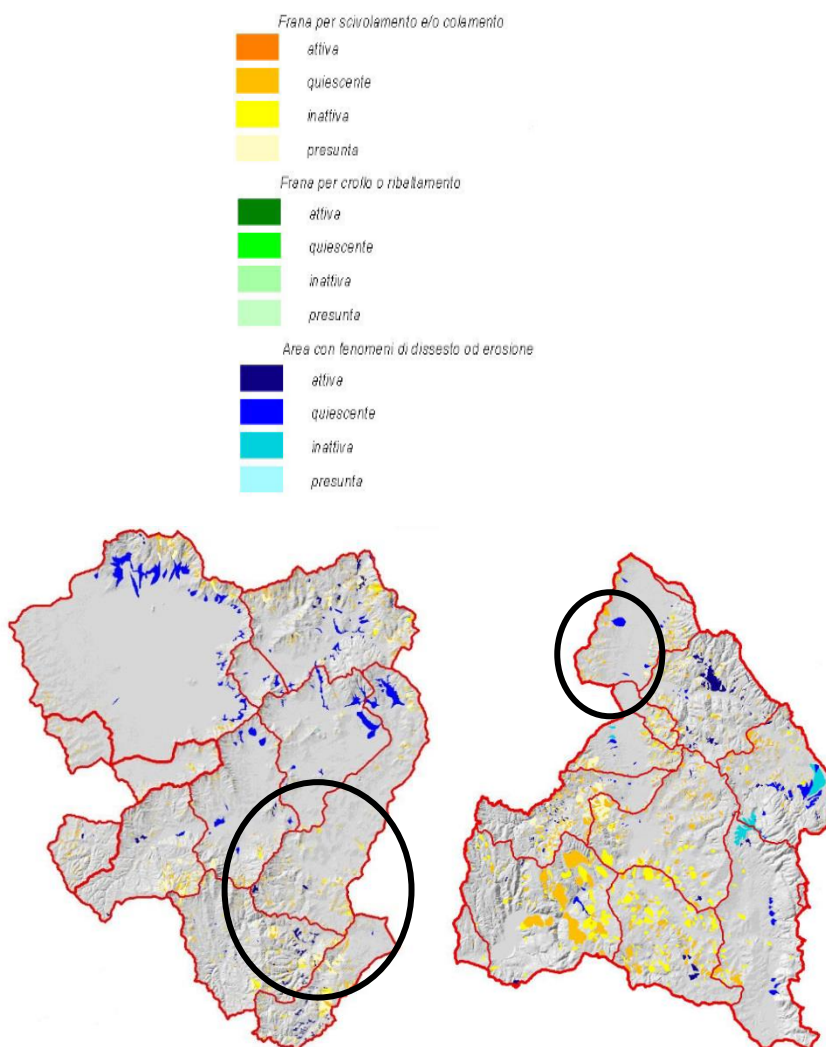 Frana per scivolamento e/o colamento
attiva
quiescente
inattiva
presunta
Frana per crollo o ribaltamento
attiva
quiescente
inattiva
presunta
Area con fenomeni di dissesto od erosione
attiva
quiescente
inattiva
presunta